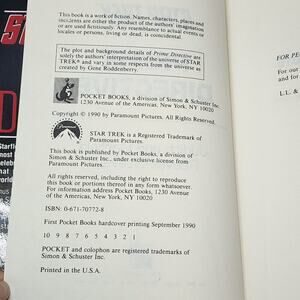 This book is a work of fiction. Names, characters, places and
incidents are either the product of the authors' imagination
or are used fictitiously. Any resemblance to actual events or
locales or persons, living or dead, is coincidental.
The plot and background details of Prime Directive are
solely the authors' interpretation of the universe of STAR
TREK® and vary in some respects from the universe as
created by Gene Roddenberry.
POCKET BOOKS, a division of Simon & Schuster Inc.
1230 Avenue of the Americas, New York, NY 10020
Copyright © 1990 by Paramount Pictures.
Paramount
STAR TREK is a Registered Trademark of
Paramount Pictures.
This book is published by Pocket Books, a division of
Simon & Schuster Inc., under exclusive license from
Paramount Pictures.
All rights reserved, including the right to reproduce
this book or portions thereof in any form whatsoever.
For information address Pocket Books, 1230 Avenue
of the Americas, New York, NY 10020
ISBN: 0-671-70772-8
First Pocket Books hardcover printing September 1990
10 9 8 7 6 5 4 3 2 1
POCKET and colophon are registered trademarks of
Simon & Schuster Inc.
Printed in the U.S.A.
FOR
L.L. &